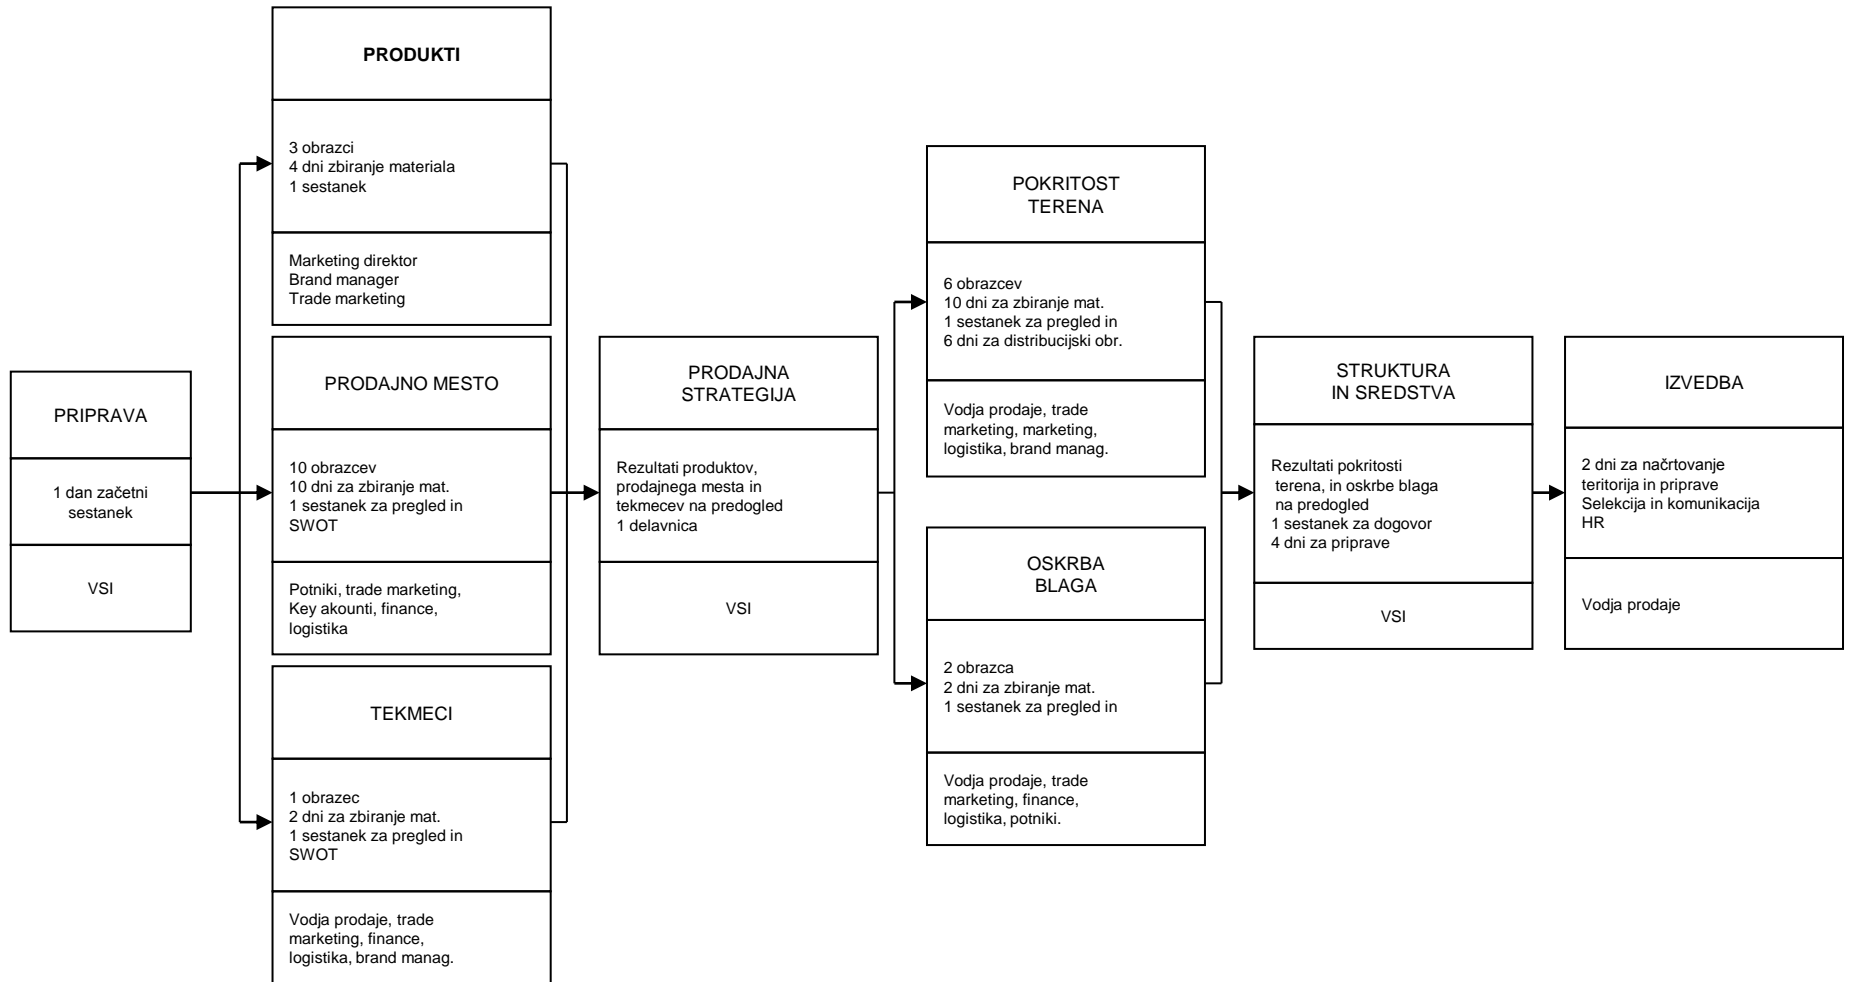 PRIPRAVA
1 dan začetni
sestanek
VSI
PRODUKTI
3 obrazci
4 dni zbiranje materiala
1 sestanek
Marketing direktor
Brand manager
Trade marketing
PRODAJNO MESTO
10 obrazcev
10 dni za zbiranje mat.
1 sestanek za pregled in
SWOT
Potniki, trade marketing,
Key akounti, finance,
logistika
TEKMECI
1 obrazec
2 dni za zbiranje mat.
1 sestanek za pregled in
SWOT
Vodja prodaje, trade
marketing, finance,
logistika, brand manag.
PRODAJNA
STRATEGIJA
Rezultati produktov,
prodajnega mesta in
tekmecev na predogled
1 delavnica
VSI
POKRITOST
TERENA
6 obrazcev
10 dni za zbiranje mat.
1 sestanek za pregled in
6 dni za distribucijski obr.
Vodja prodaje, trade
marketing, marketing,
logistika, brand manag.
OSKRBA
BLAGA
2 obrazca
2 dni za zbiranje mat.
1 sestanek za pregled in
Vodja prodaje, trade
marketing, finance,
logistika, potniki.
STRUKTURA
IN SREDSTVA
Rezultati pokritosti
terena, in oskrbe blaga
na predogled
1 sestanek za dogovor
4 dni za priprave
VSI
IZVEDBA
2 dni za načrtovanje
teritorija in priprave
Selekcija in komunikacija
HR
Vodja prodaje